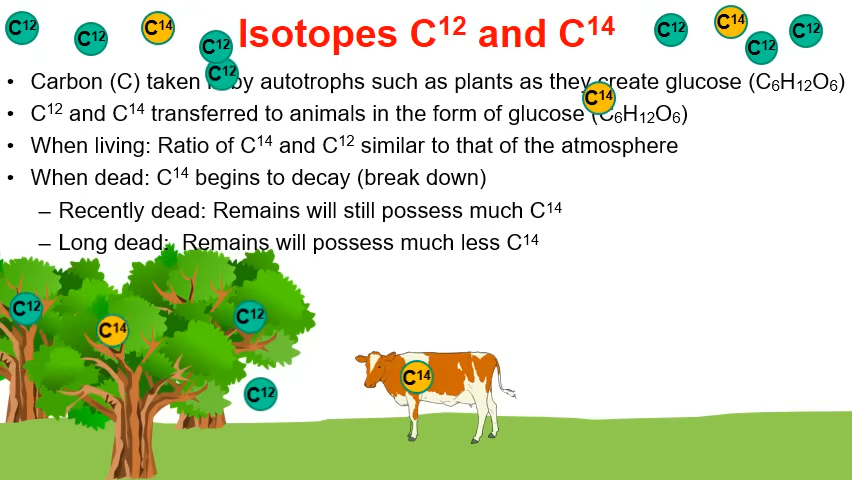 Isotopes C¹² and C¹⁴
C¹²
C¹²
C¹⁴
C¹²
C¹²
C¹²
C¹⁴
C¹²
C¹²
• Carbon (C) taken by autotrophs such as plants as they create glucose (C₆H₁₂O₆)
C¹⁴
• C¹² and C¹⁴ transferred to animals in the form of glucose (C₆H₁₂O₆)
• When living: Ratio of C¹⁴ and C¹² similar to that of the atmosphere
• When dead: C¹⁴ begins to decay (break down)
– Recently dead: Remains will still possess much C¹⁴
– Long dead: Remains will possess much less C¹⁴
C¹²
C¹⁴
C¹²
C¹²
C¹⁴